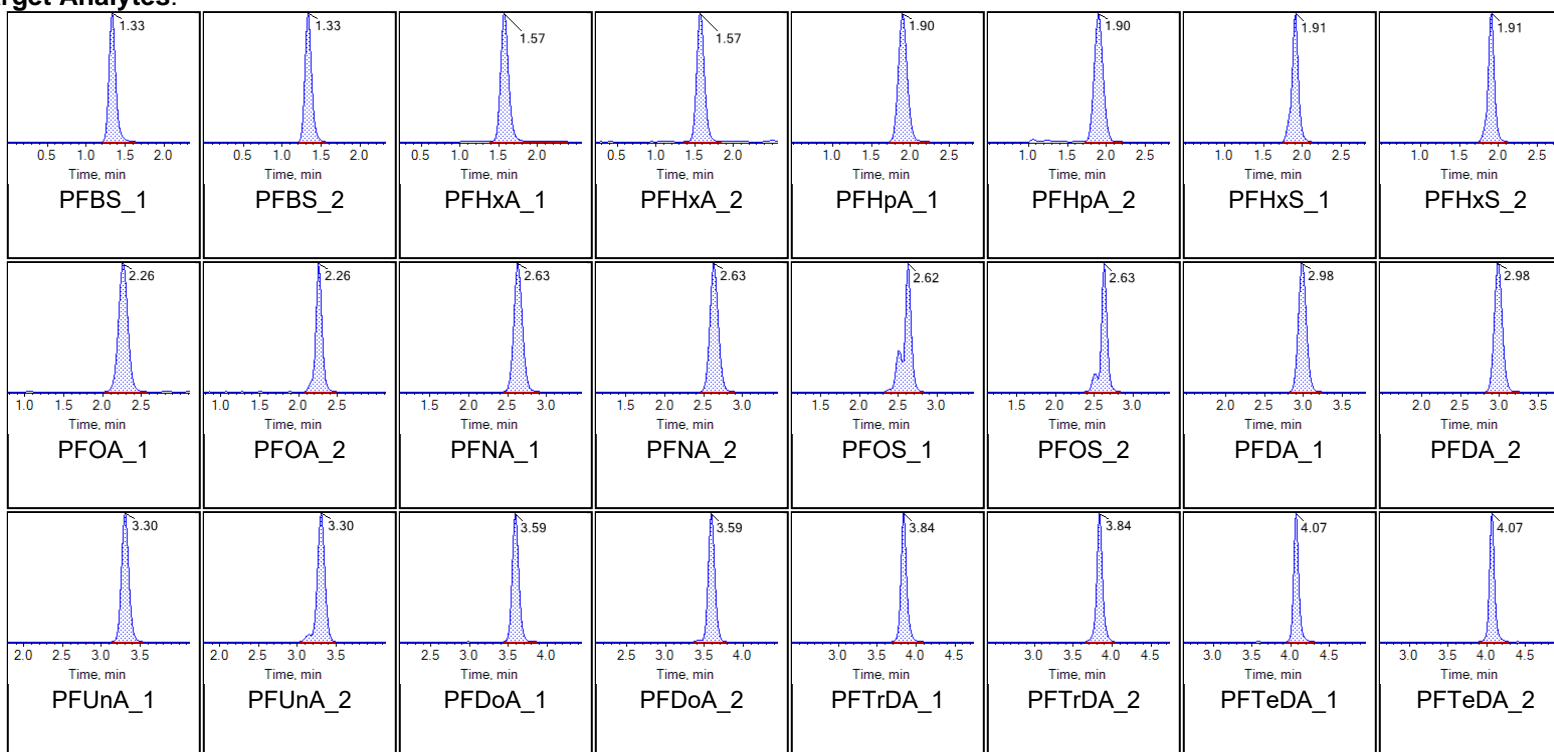 rget Analytes:
1.33 1.33 1.57 1.57 1.90 1.90 1.91 1.91
0.5 1.0 1.5 2.0 0.5 1.0 1.5 2.0 0.5 1.0 1.5 2.0 0.5 1.0 1.5 2.0 1.0 1.5 2.0 2.5 1.0 1.5 2.0 2.5 1.0 1.5 2.0 2.5 1.0 1.5 2.0 2.5
Time, min Time, min Time, min Time, min Time, min Time, min Time, min Time, min
PFBS_1 PFBS_2 PFHxA_1 PFHxA_2 PFHpA_1 PFHpA_2 PFHxS_1 PFHxS_2
2.26 2.26 2.63 2.63 2.62 2.63 2.98 2.98
1.0 1.5 2.0 2.5 1.0 1.5 2.0 2.5 1.5 2.0 2.5 3.0 1.5 2.0 2.5 3.0 1.5 2.0 2.5 3.0 1.5 2.0 2.5 3.0 2.0 2.5 3.0 3.5 2.0 2.5 3.0 3.5
Time, min Time, min Time, min Time, min Time, min Time, min Time, min Time, min
PFOA_1 PFOA_2 PFNA_1 PFNA_2 PFOS_1 PFOS_2 PFDA_1 PFDA_2
3.30 3.30 3.59 3.59 3.84 3.84 4.07 4.07
2.0 2.5 3.0 3.5 2.0 2.5 3.0 3.5 2.5 3.0 3.5 4.0 2.5 3.0 3.5 4.0 3.0 3.5 4.0 4.5 3.0 3.5 4.0 4.5 3.0 3.5 4.0 4.5 3.0 3.5 4.0 4.5
Time, min Time, min Time, min Time, min Time, min Time, min Time, min Time, min
PFUnA_1 PFUnA_2 PFDoA_1 PFDoA_2 PFTrDA_1 PFTrDA_2 PFTeDA_1 PFTeDA_2